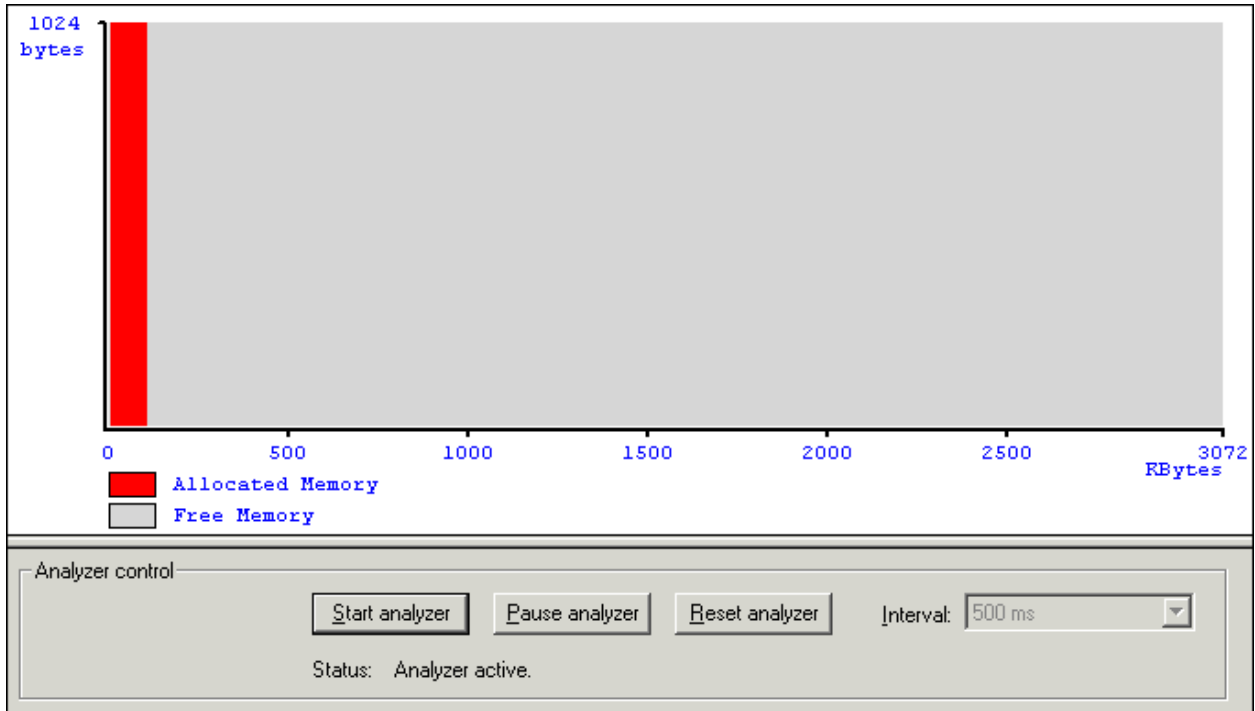 1024
bytes
0 500 1000 1500 2000 2500 3072
KBytes
Allocated Memory
Free Memory
Analyzer control
Start analyzer Pause analyzer Reset analyzer Interval: 500 ms
Status: Analyzer active.